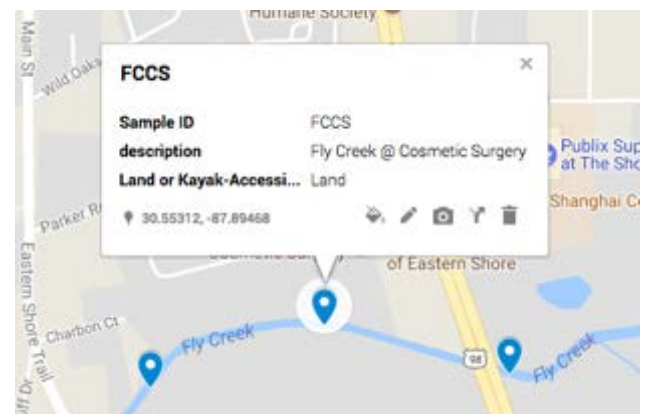 Humane Society
Main St
Wild Oaks
FCCS
×
Sample ID FCCS
description Fly Creek @ Cosmetic Surgery
Land or Kayak-Accessi... Land
30.55312, -87.89468
Publix Sup
at The Sho
Shanghai Co
Parker R
of Eastern Shore
Eastern Shore Trail
Charbon Ct
Fly Creek
98
Fly Creek